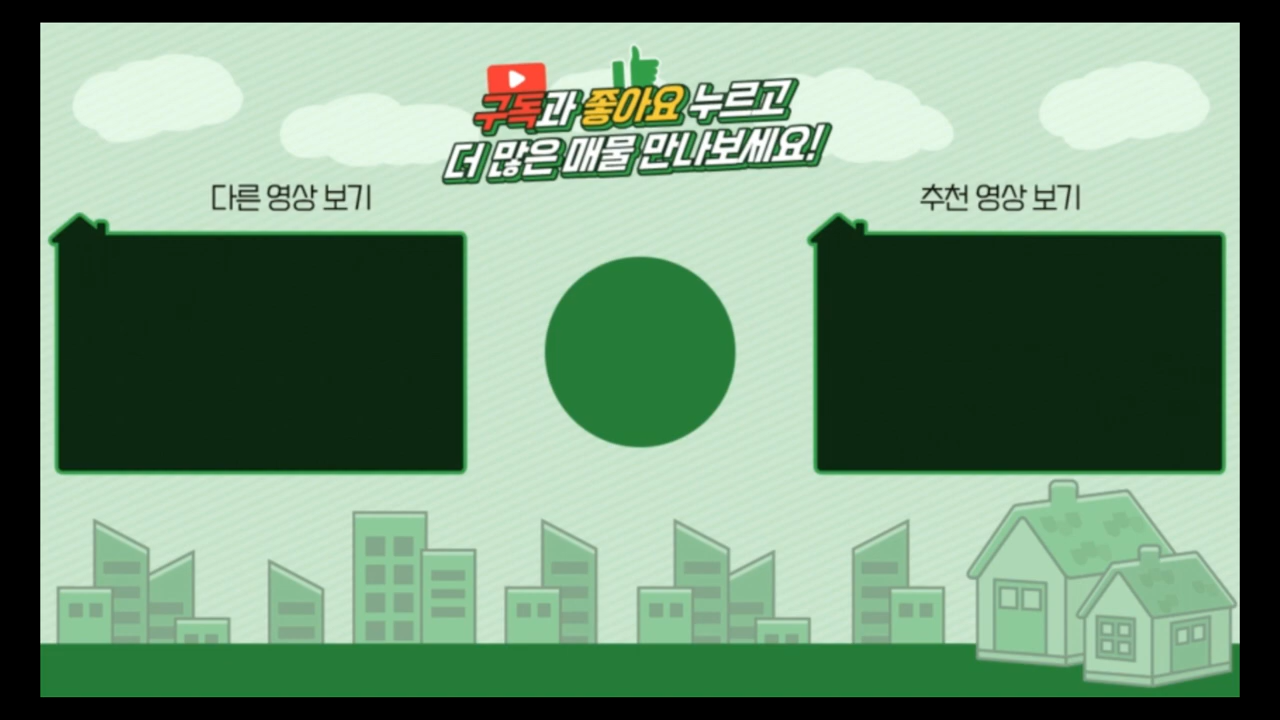 구독과 좋아요 누르고
더 많은 매물 만나보세요!
다른 영상 보기
추천 영상 보기